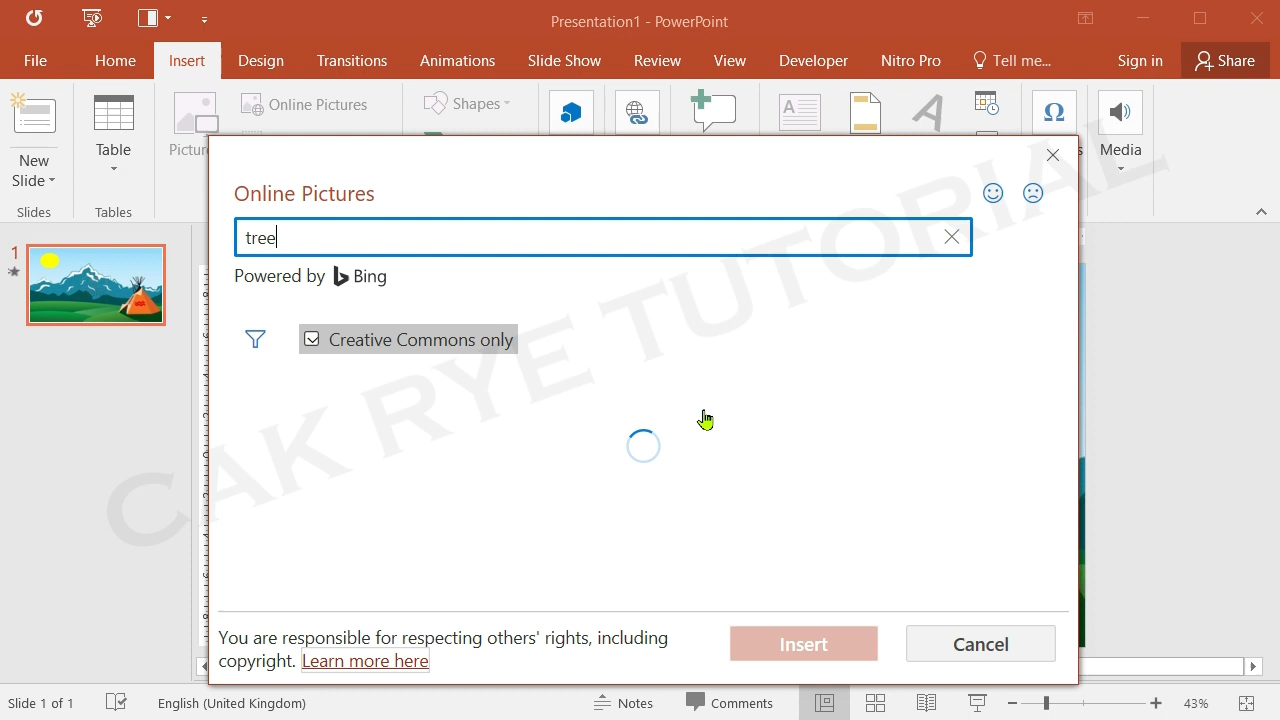 Presentation1 - PowerPoint
File Home Insert Design Transitions Animations Slide Show Review View Developer Nitro Pro Tell me... Sign in Share
Online Pictures Shapes
New Slide Table Pictur Media
Slides Tables
Online Pictures
tree
Powered by Bing
Creative Commons only
1
CAK RYE TUTORIAL
You are responsible for respecting others' rights, including
copyright. Learn more here
Insert Cancel
Slide 1 of 1 English (United Kingdom) Notes Comments 43%